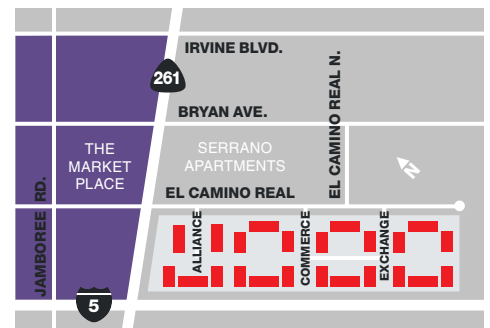 IRVINE BLVD.
261
BRYAN AVE.
EL CAMINO REAL N.
THE
MARKET
PLACE
SERRANO
APARTMENTS
N
EL CAMINO REAL
JAMBOREE RD.
ALLIANCE
COMMERCE
EXCHANGE
5